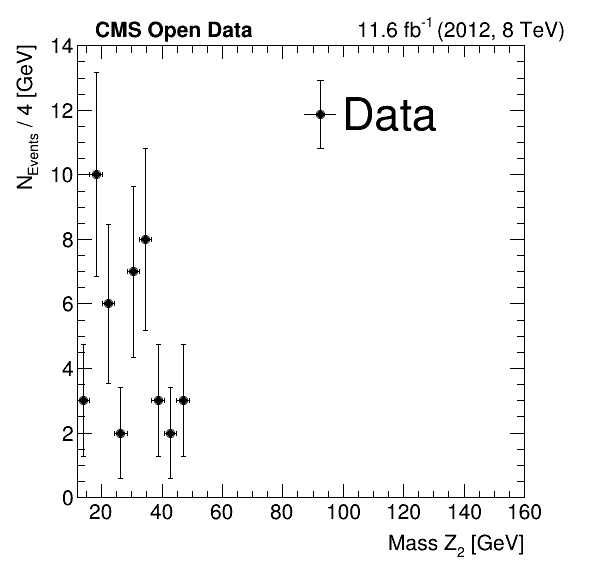 CMS Open Data
11.6 fb-1 (2012, 8 TeV)
NEvents / 4 [GeV]
14
12
10
8
6
4
2
0
Data
20 40 60 80 100 120 140 160
Mass Z2 [GeV]